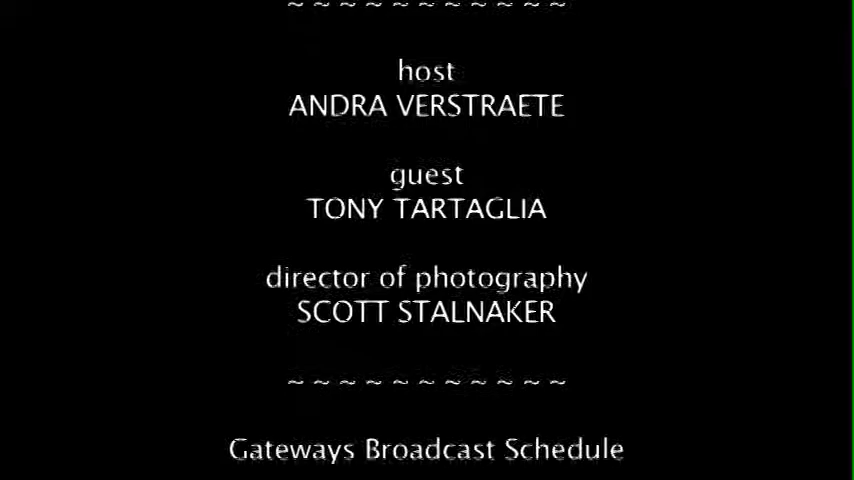 ~ ~ ~ ~ ~ ~ ~ ~ ~ ~ ~
host
ANDRA VERSTRAETE
guest
TONY TARTAGLIA
director of photography
SCOTT STALNAKER
~ ~ ~ ~ ~ ~ ~ ~ ~ ~ ~
Gateways Broadcast Schedule